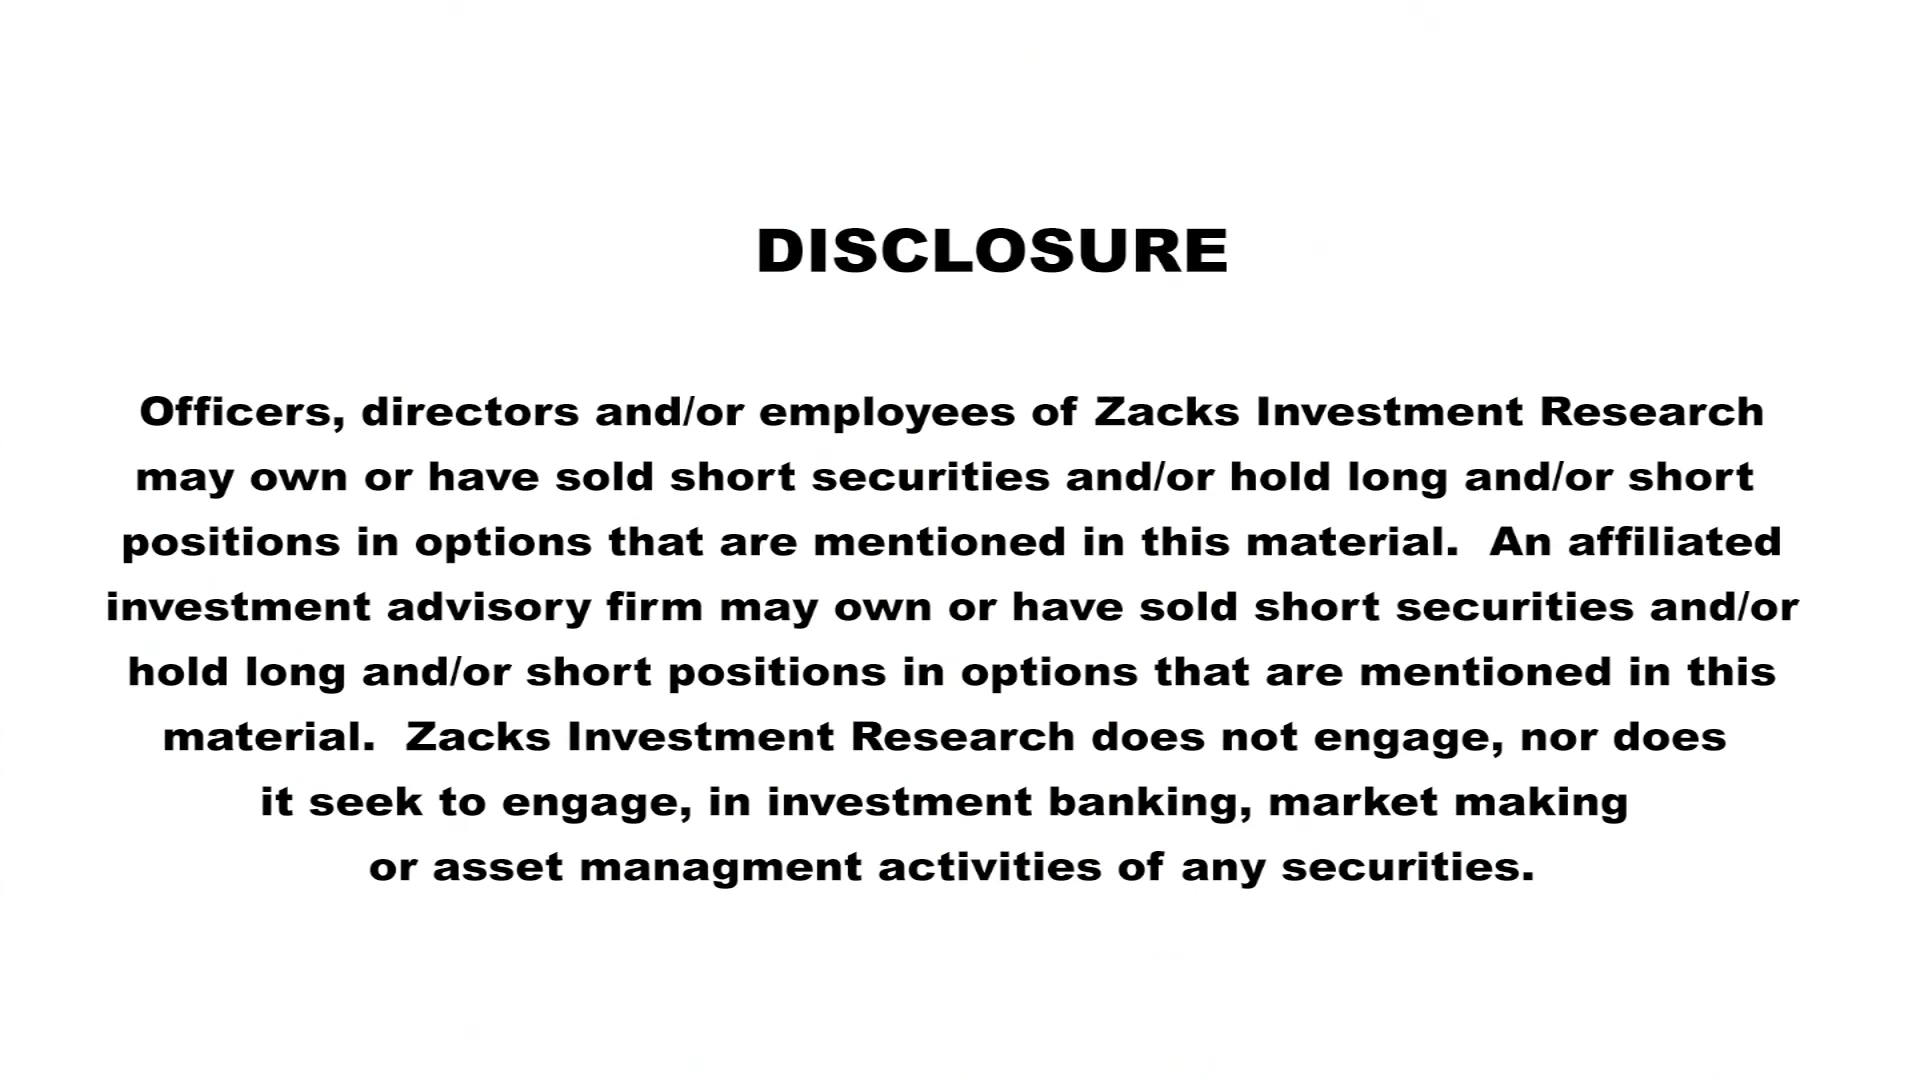 DISCLOSURE
Officers, directors and/or employees of Zacks Investment Research
may own or have sold short securities and/or hold long and/or short
positions in options that are mentioned in this material.  An affiliated
investment advisory firm may own or have sold short securities and/or
hold long and/or short positions in options that are mentioned in this
material.  Zacks Investment Research does not engage, nor does
it seek to engage, in investment banking, market making
or asset managment activities of any securities.